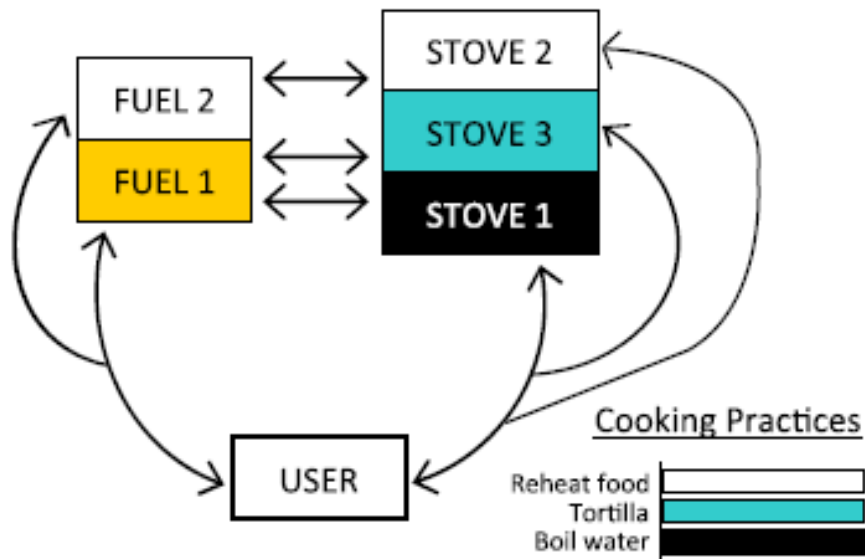 FUEL 2
FUEL 1
STOVE 2
STOVE 3
STOVE 1
USER
Cooking Practices
Reheat food
Tortilla
Boil water